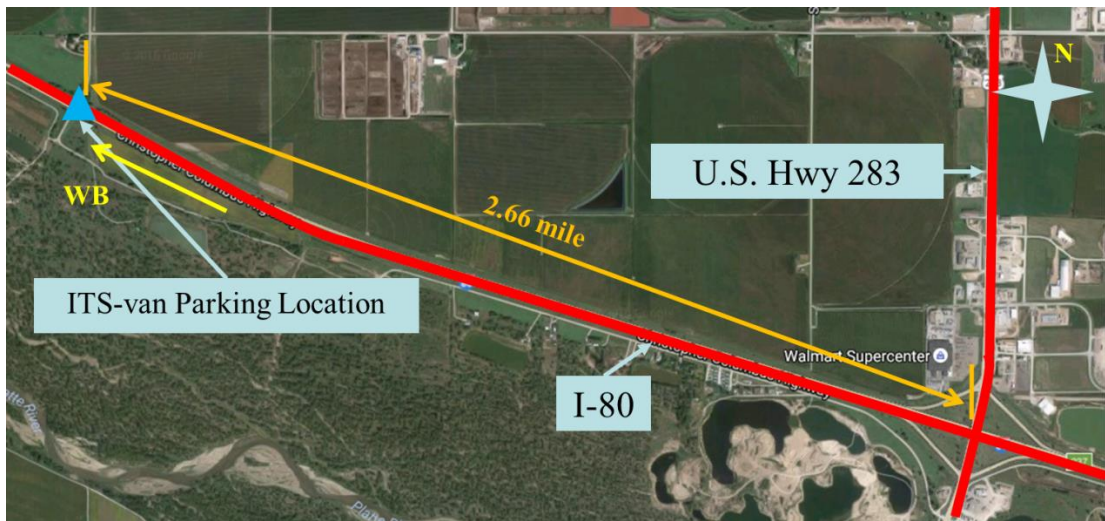 N
U.S. Hwy 283
WB
Christopher Columbus Highway
2.66 mile
ITS-van Parking Location
Walmart Supercenter
Christopher Columbus Highway
I-80
Platte River
237